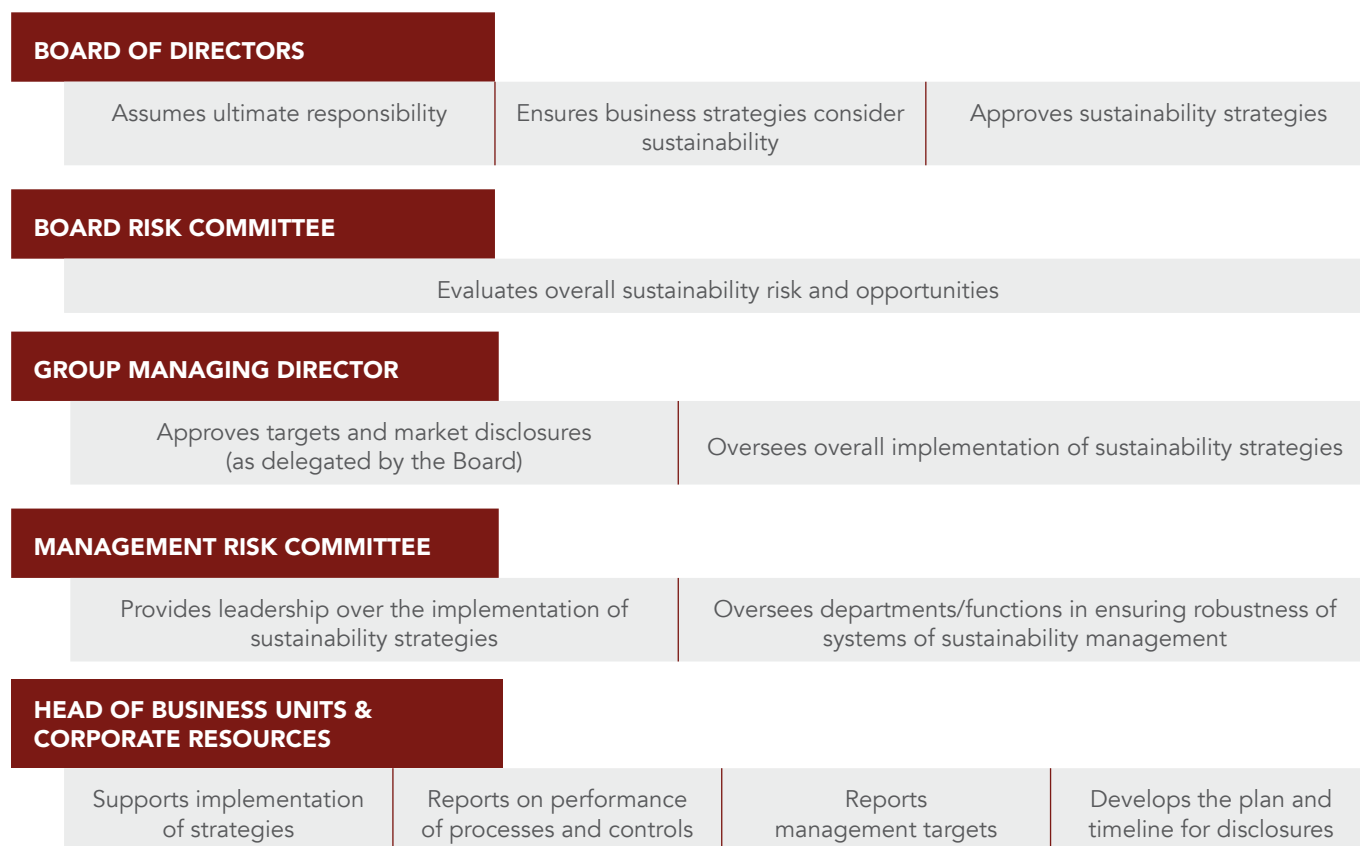 BOARD OF DIRECTORS
Assumes ultimate responsibility
Ensures business strategies consider
sustainability
Approves sustainability strategies
BOARD RISK COMMITTEE
Evaluates overall sustainability risk and opportunities
GROUP MANAGING DIRECTOR
Approves targets and market disclosures
(as delegated by the Board)
Oversees overall implementation of sustainability strategies
MANAGEMENT RISK COMMITTEE
Provides leadership over the implementation of
sustainability strategies
Oversees departments/functions in ensuring robustness of
systems of sustainability management
HEAD OF BUSINESS UNITS &
CORPORATE RESOURCES
Supports implementation
of strategies
Reports on performance
of processes and controls
Reports
management targets
Develops the plan and
timeline for disclosures